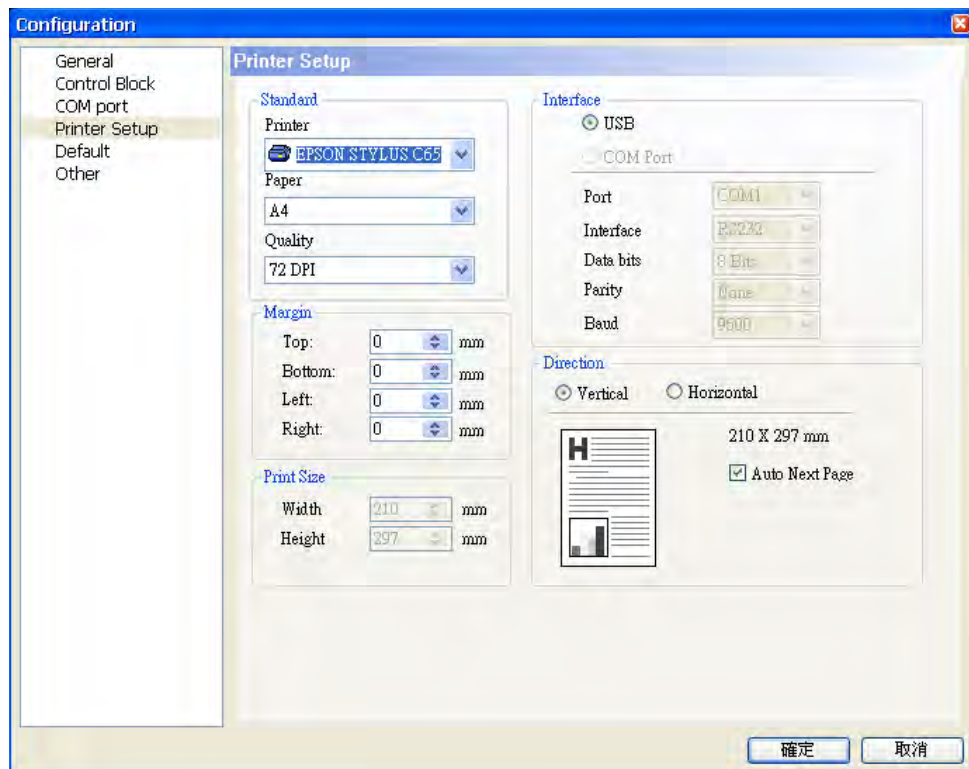 Configuration
General
Control Block
COM port
Printer Setup
Default
Other
Printer Setup
Standard
Printer
EPSON STYLUS C65
Paper
A4
Quality
72 DPI
Margin
Top: 0 mm
Bottom: 0 mm
Left: 0 mm
Right: 0 mm
Print Size
Width 210 mm
Height 297 mm
Interface
USB
COM Port
Port COM1
Interface RS232
Data bits 8 Bits
Parity None
Baud 9600
Direction
Vertical Horizontal
H
210 X 297 mm
Auto Next Page
確定 取消